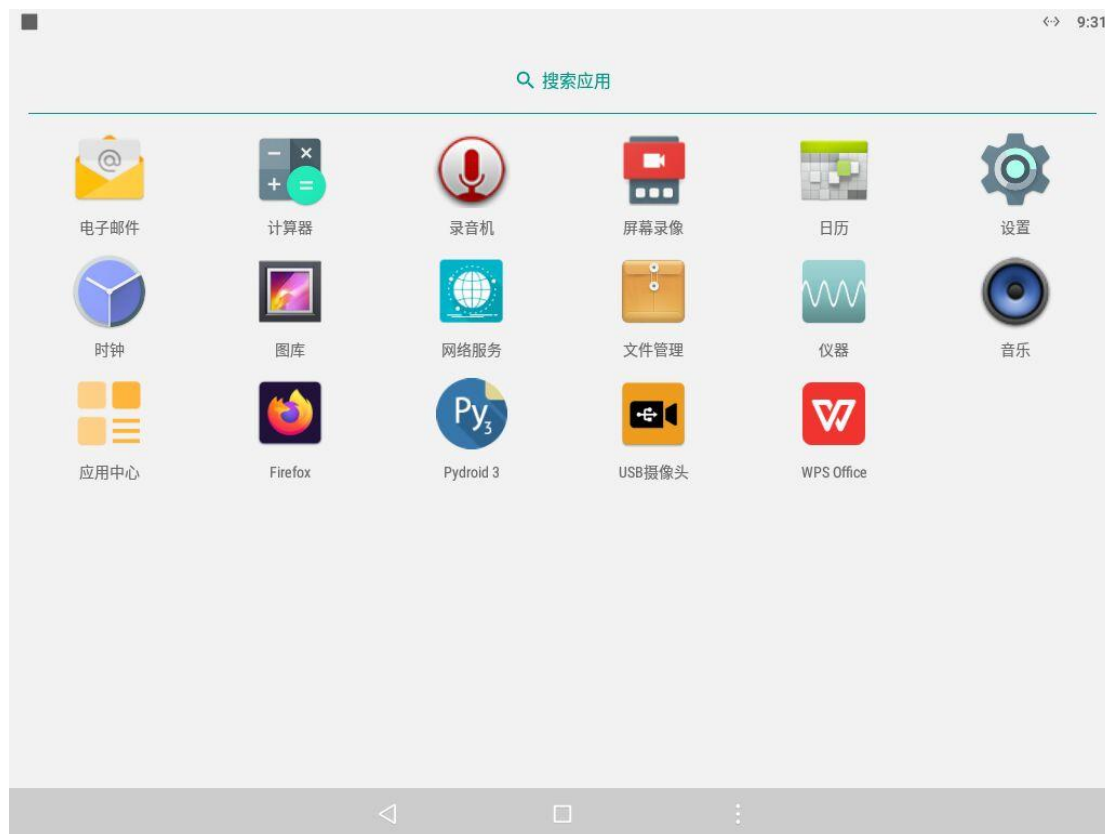 9:31
搜索应用
电子邮件
计算器
录音机
屏幕录像
日历
设置
时钟
图库
网络服务
文件管理
仪器
音乐
应用中心
Firefox
Py3
Pydroid 3
USB摄像头
WPS Office